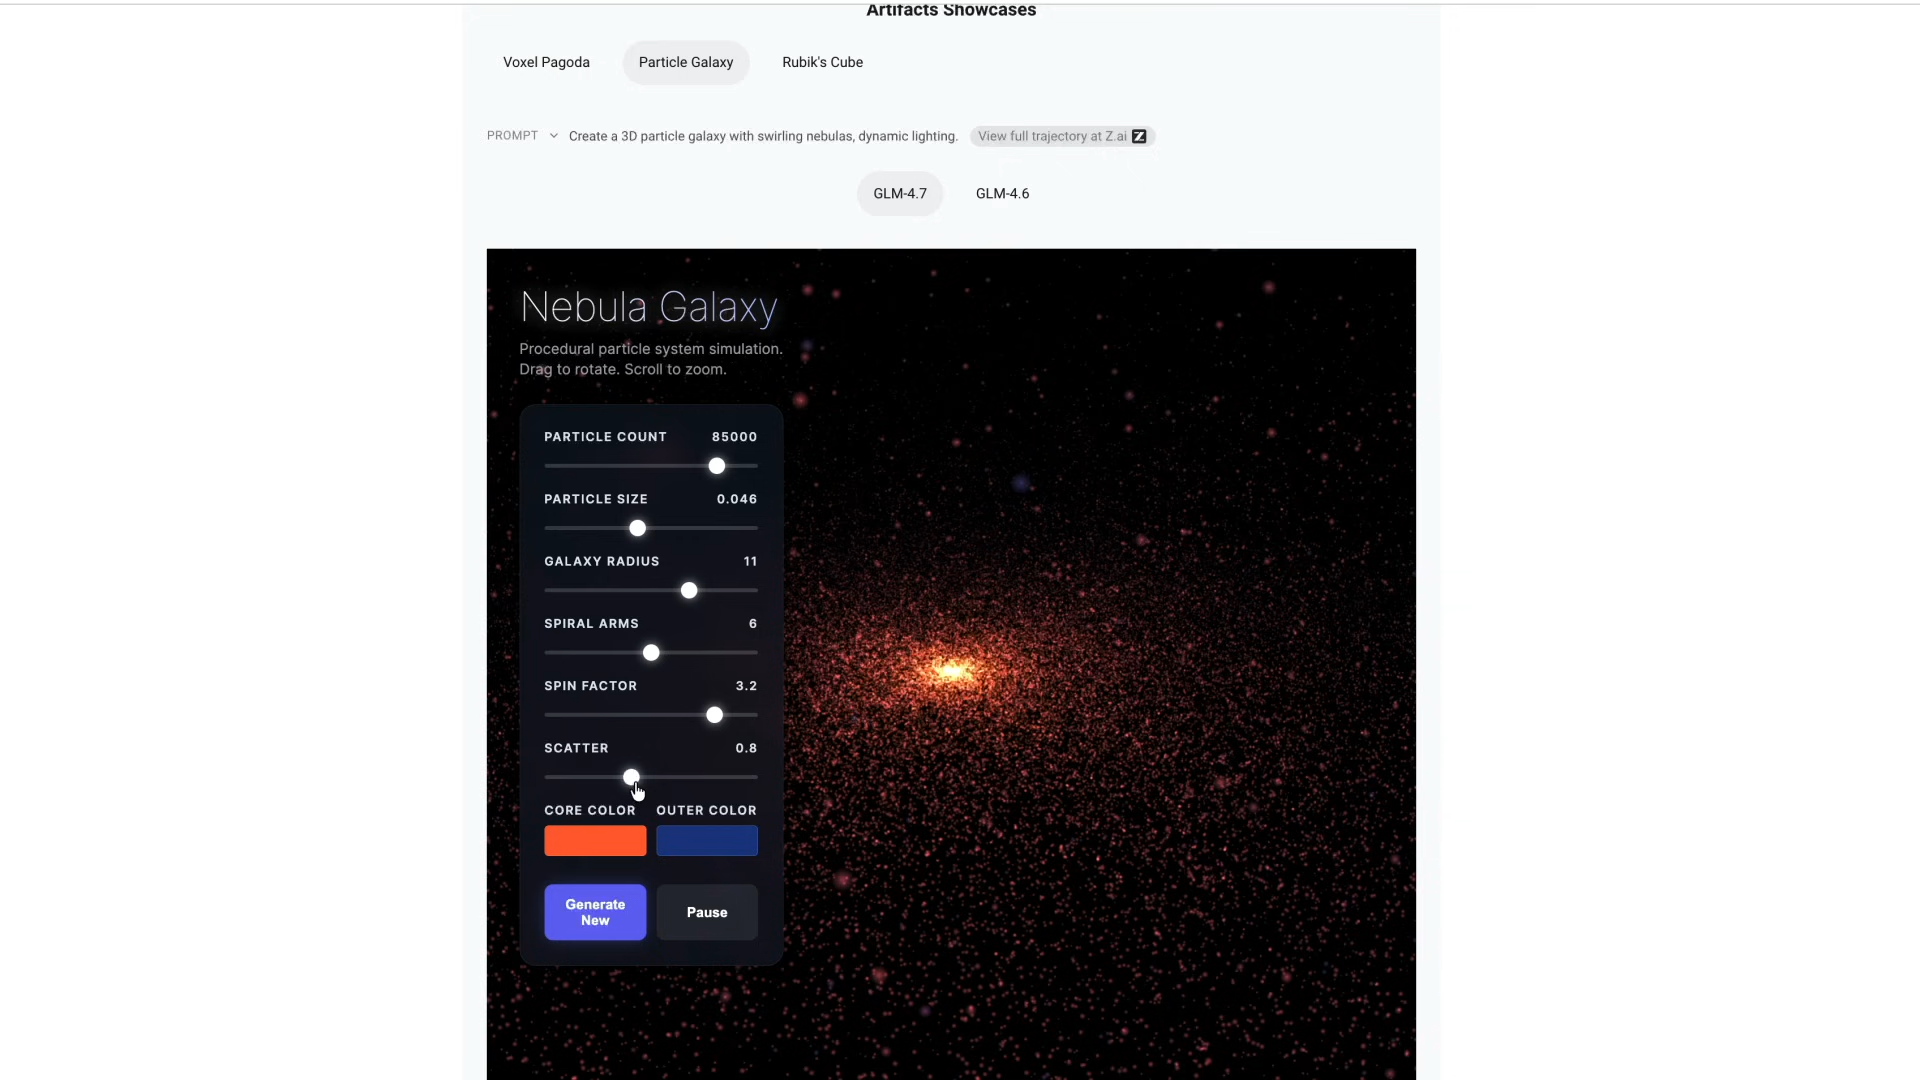 Artifacts Showcases
Voxel Pagoda Particle Galaxy Rubik's Cube
PROMPT Create a 3D particle galaxy with swirling nebulas, dynamic lighting. View full trajectory at Z.ai Z
GLM-4.7 GLM-4.6
Nebula Galaxy
Procedural particle system simulation.
Drag to rotate. Scroll to zoom.
PARTICLE COUNT 85000
PARTICLE SIZE 0.046
GALAXY RADIUS 11
SPIRAL ARMS 6
SPIN FACTOR 3.2
SCATTER 0.8
CORE COLOR OUTER COLOR
Generate
New
Pause